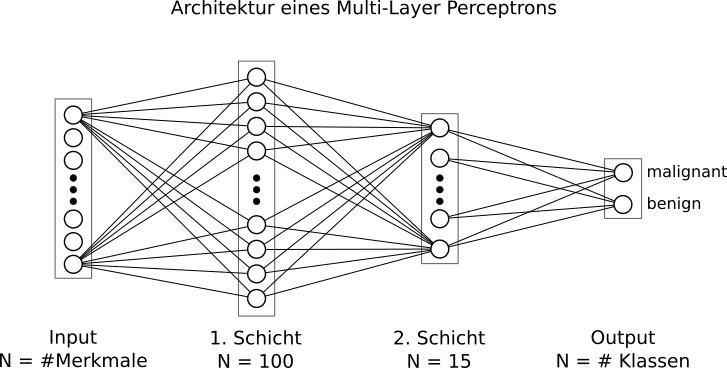 Architektur eines Multi-Layer Perceptrons
malignant
benign
Input
N = #Merkmale
1. Schicht
N = 100
2. Schicht
N = 15
Output
N = # Klassen